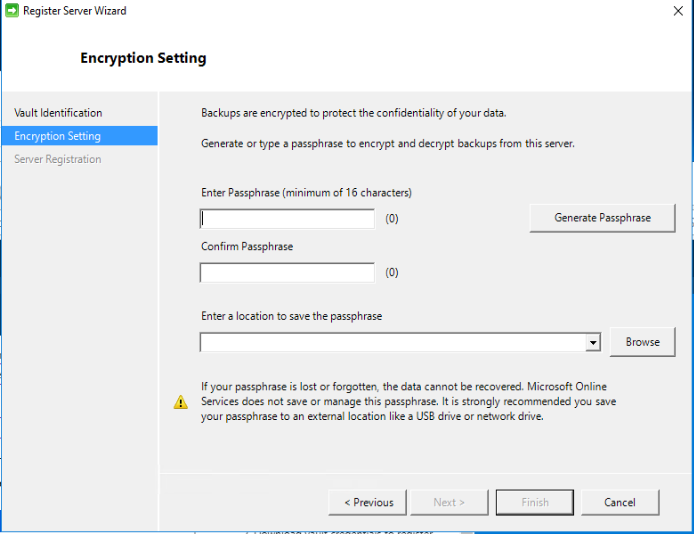 Register Server Wizard
Encryption Setting
Vault Identification
Encryption Setting
Server Registration
Backups are encrypted to protect the confidentiality of your data.
Generate or type a passphrase to encrypt and decrypt backups from this server.
Enter Passphrase (minimum of 16 characters)
(0)
Generate Passphrase
Confirm Passphrase
(0)
Enter a location to save the passphrase
Browse
If your passphrase is lost or forgotten, the data cannot be recovered. Microsoft Online
Services does not save or manage this passphrase. It is strongly recommended you save
your passphrase to an external location like a USB drive or network drive.
< Previous
Next >
Finish
Cancel